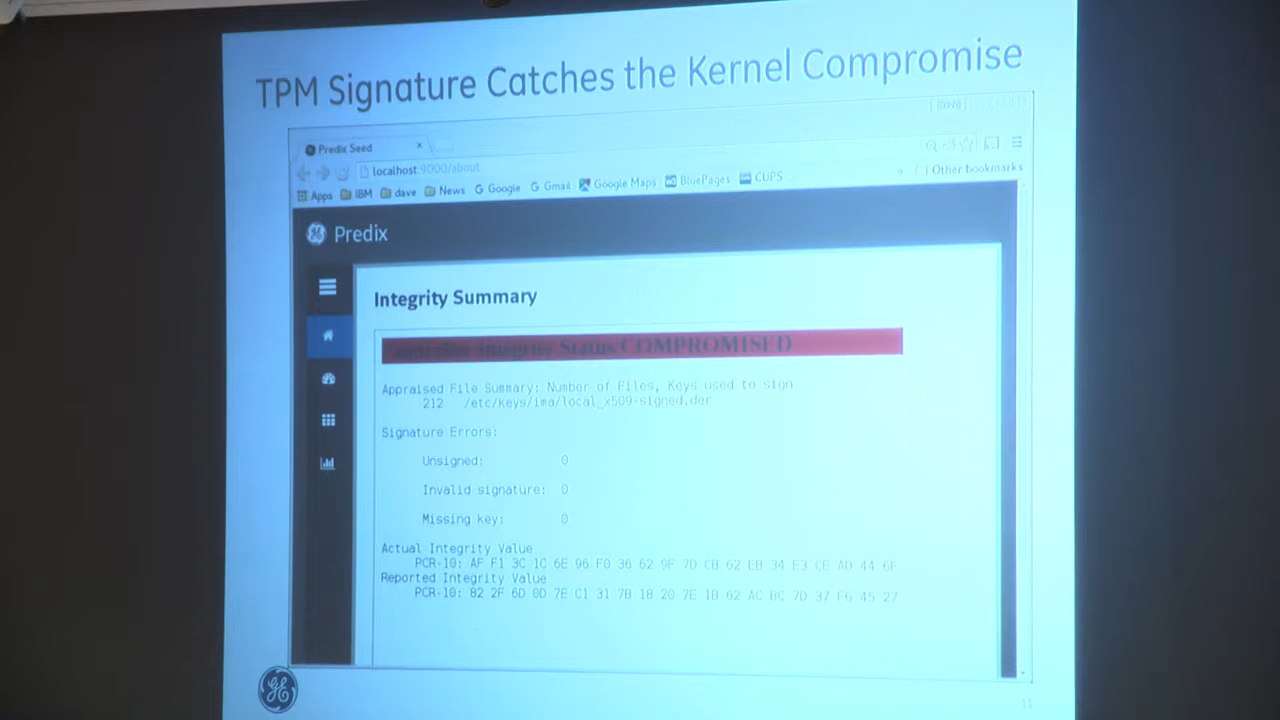 TPM Signature Catches the Kernel Compromise
Predix Seed ×
localhost:9000/about
Apps IBM dave News Google Gmail Google Maps BluePages CUPS » Other bookmarks
Predix
Integrity Summary
Integrity Status COMPROMISED
Appraised File Summary: Number of Files, Keys used to sign
212 /etc/keys/ima/local_x509-signed.der
Signature Errors:
Unsigned: 0
Invalid signature: 0
Missing key: 0
Actual Integrity Value
PCR-10: AF F1 3C 1C 6E 96 F0 36 62 9F 7D CB 62 EB 34 E3 CE AD 44 6F
Reported Integrity Value
PCR-10: 82 2F 6D 0D 7E C1 31 7B 18 20 7E 1B 62 AC BC 7D 37 F6 45 27
GE
11